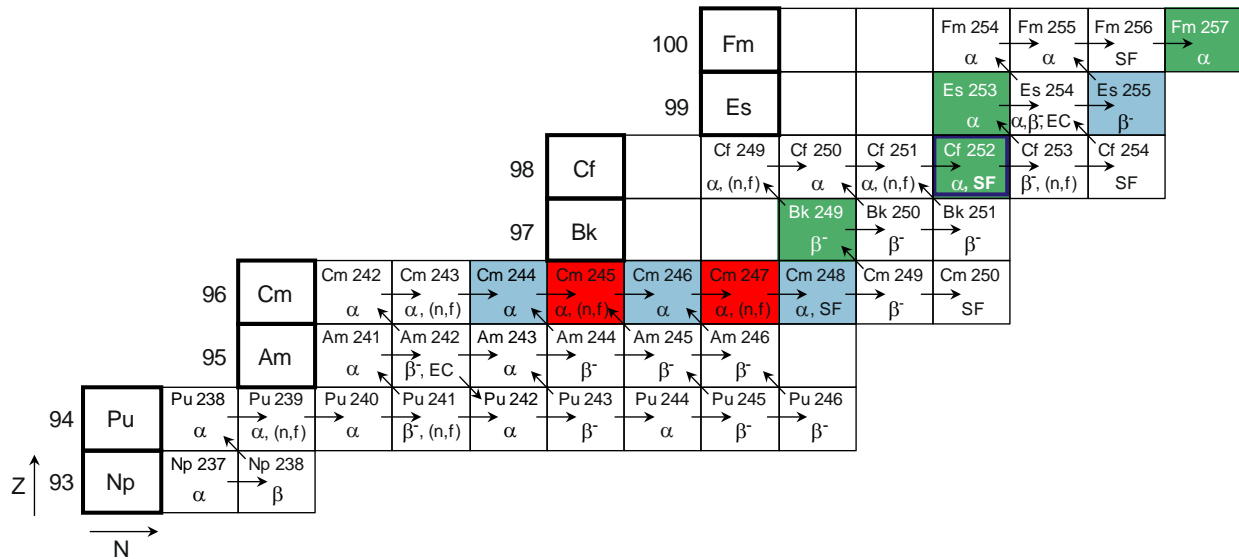 100 Fm Fm 254 Fm 255 Fm 256 Fm 257
α α SF α
99 Es Es 253 Es 254 Es 255
α α,β⁻,EC β⁻
98 Cf Cf 249 Cf 250 Cf 251 Cf 252 Cf 253 Cf 254
α, (n,f) α α, (n,f) α, SF β⁻, (n,f) SF
97 Bk Bk 249 Bk 250 Bk 251
β⁻ β⁻ β⁻
96 Cm Cm 242 Cm 243 Cm 244 Cm 245 Cm 246 Cm 247 Cm 248 Cm 249 Cm 250
α α, (n,f) α α, (n,f) α α, (n,f) α, SF β⁻ SF
95 Am Am 241 Am 242 Am 243 Am 244 Am 245 Am 246
α β⁻, EC α β⁻ β⁻ β⁻
94 Pu Pu 238 Pu 239 Pu 240 Pu 241 Pu 242 Pu 243 Pu 244 Pu 245 Pu 246
α α, (n,f) α β⁻, (n,f) α β⁻ α β⁻ β⁻
Z 93 Np Np 237 Np 238
α β
N